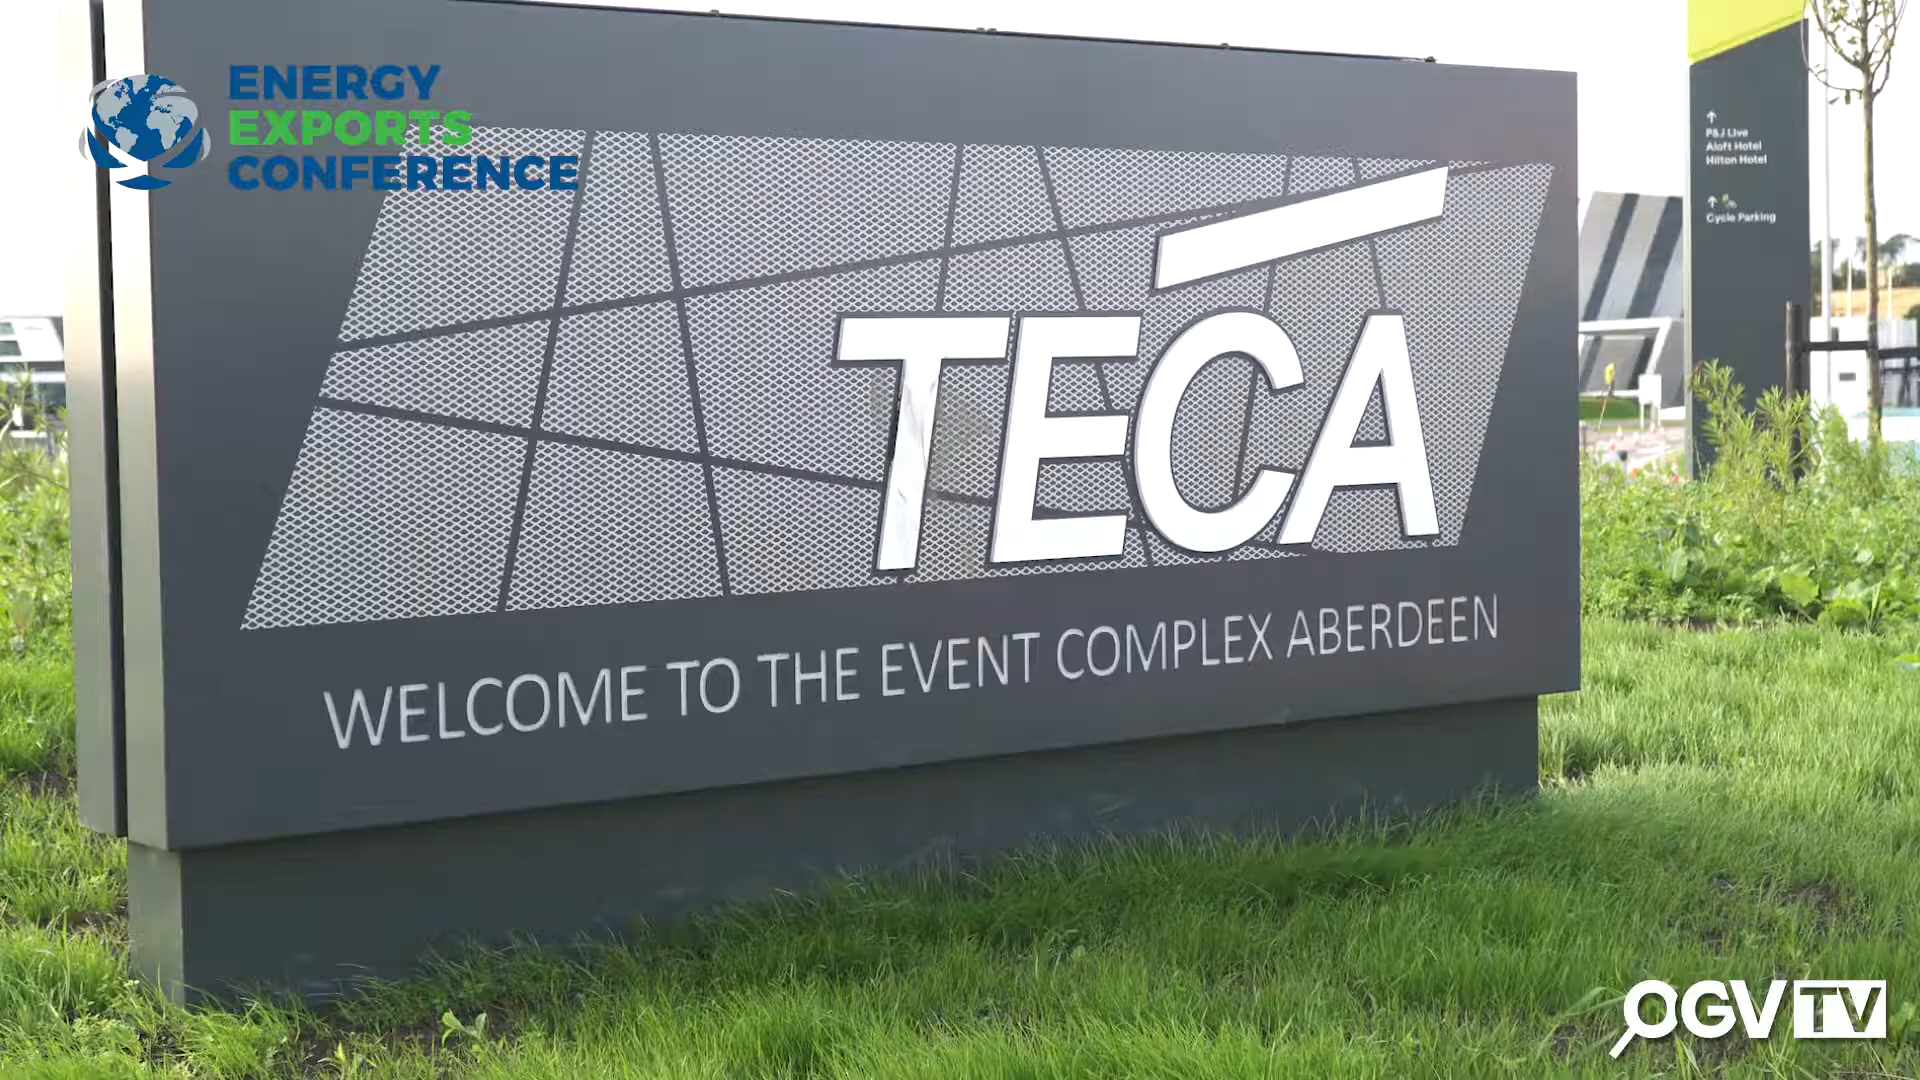 ENERGY
EXPORTS
CONFERENCE
P&J Live
Aloft Hotel
Hilton Hotel
Cycle Parking
TECA
WELCOME TO THE EVENT COMPLEX ABERDEEN
OGV TV